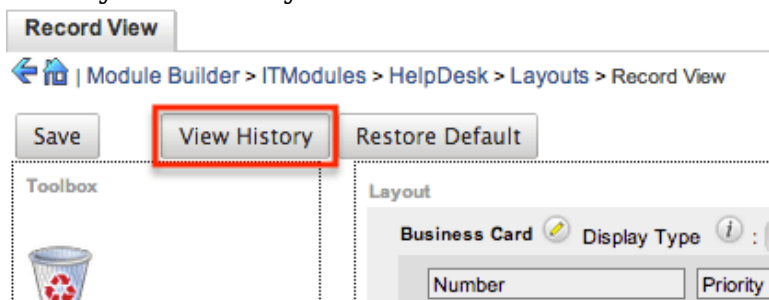 Record View
| Module Builder > ITModules > HelpDesk > Layouts > Record View
Save View History Restore Default
Toolbox
Layout
Business Card Display Type i :
Number Priority